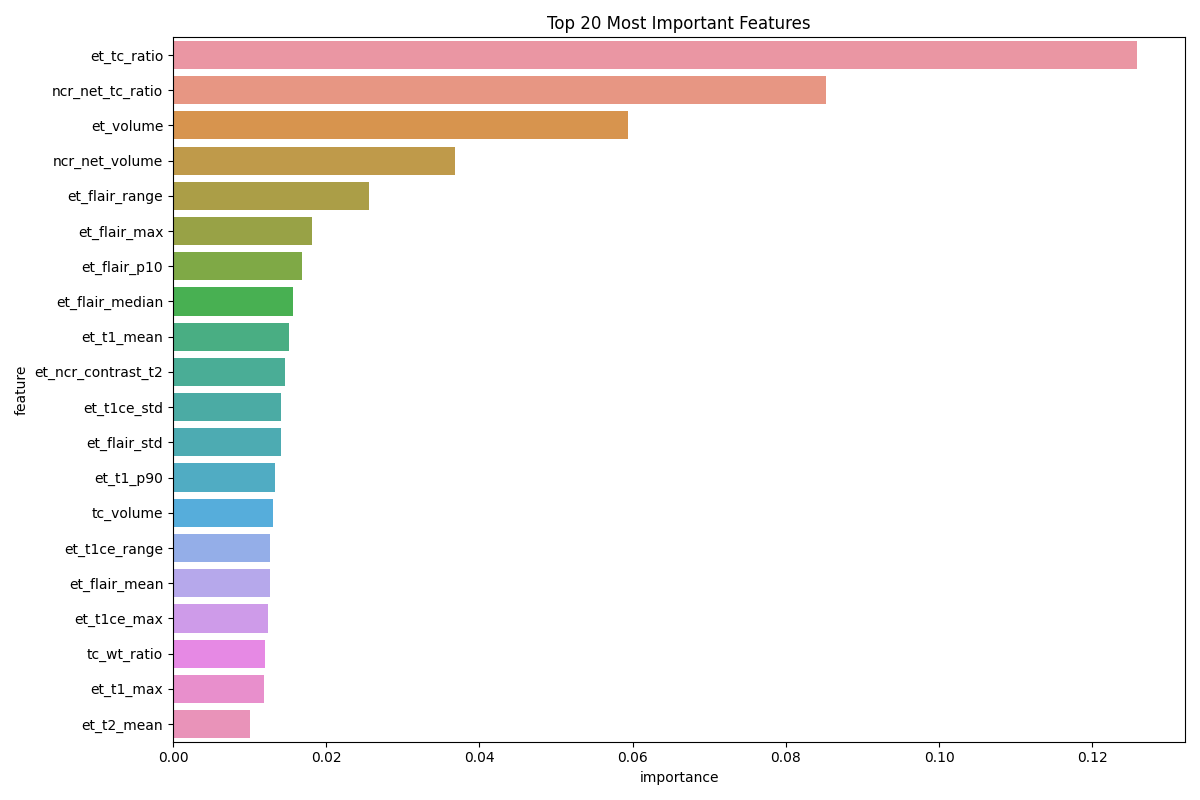 Top 20 Most Important Features
et_tc_ratio
ncr_net_tc_ratio
et_volume
ncr_net_volume
et_flair_range
et_flair_max
et_flair_p10
et_flair_median
et_t1_mean
et_ncr_contrast_t2
et_t1ce_std
et_flair_std
et_t1_p90
tc_volume
et_t1ce_range
et_flair_mean
et_t1ce_max
tc_wt_ratio
et_t1_max
et_t2_mean
feature
0.00 0.02 0.04 0.06 0.08 0.10 0.12
importance